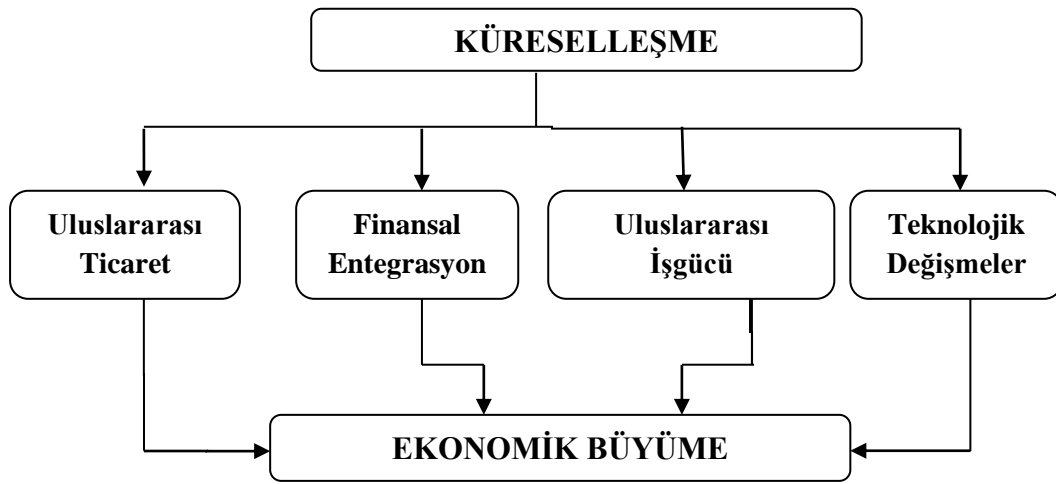 KÜRESELLEŞME
Uluslararası
Ticaret
Finansal
Entegrasyon
Uluslararası
İşgücü
Teknolojik
Değişmeler
EKONOMİK BÜYÜME